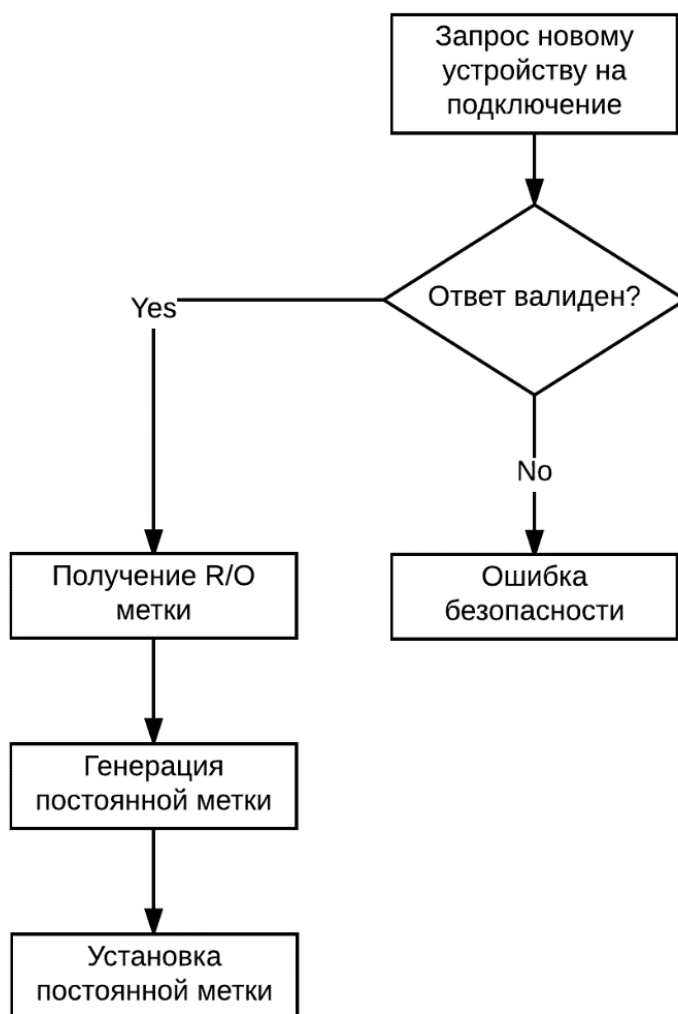 Запрос новому
устройству на
подключение
Ответ валиден?
Yes
No
Получение R/O
метки
Ошибка
безопасности
Генерация
постоянной метки
Установка
постоянной метки